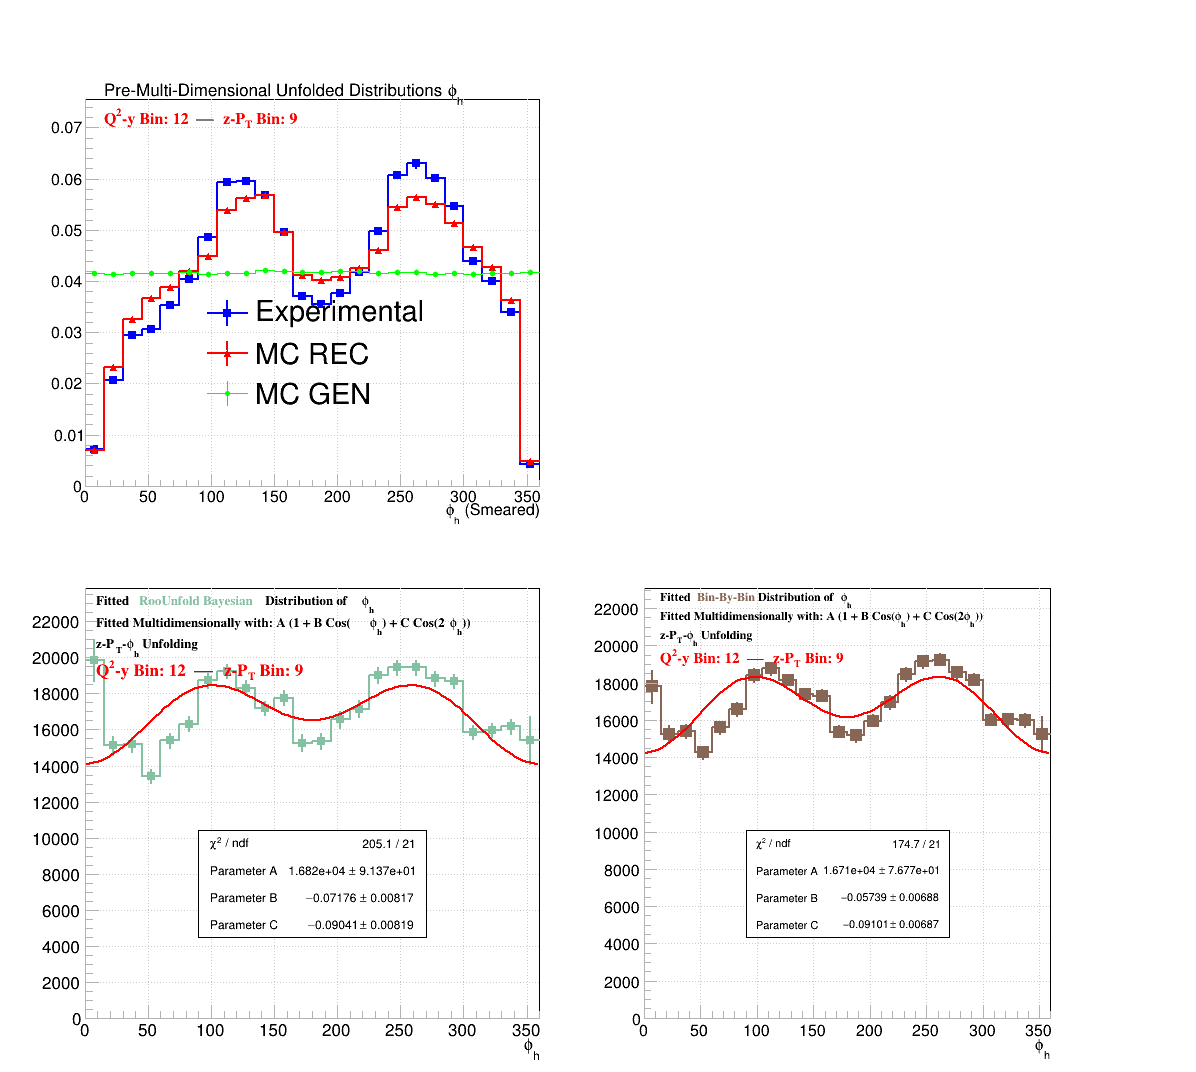 Pre-Multi-Dimensional Unfolded Distributions ϕh
Q2-y Bin: 12 — z-PT Bin: 9
0.07
0.06
0.05
0.04
0.03
0.02
0.01
0
Experimental
MC REC
MC GEN
0 50 100 150 200 250 300 350
ϕh (Smeared)
Fitted RooUnfold Bayesian Distribution of ϕh
Fitted Multidimensionally with: A (1 + B Cos( ϕh) + C Cos(2 ϕh))
z-PT-ϕh Unfolding
Q2-y Bin: 12 — z-PT Bin: 9
22000
20000
18000
16000
14000
12000
10000
8000
6000
4000
2000
0
χ2 / ndf 205.1 / 21
Parameter A 1.682e+04 ± 9.137e+01
Parameter B −0.07176 ± 0.00817
Parameter C −0.09041 ± 0.00819
0 50 100 150 200 250 300 350
ϕh
Fitted Bin-By-Bin Distribution of ϕh
Fitted Multidimensionally with: A (1 + B Cos(ϕh) + C Cos(2ϕh))
z-PT-ϕh Unfolding
Q2-y Bin: 12 — z-PT Bin: 9
22000
20000
18000
16000
14000
12000
10000
8000
6000
4000
2000
0
χ2 / ndf 174.7 / 21
Parameter A 1.671e+04 ± 7.677e+01
Parameter B −0.05739 ± 0.00688
Parameter C −0.09101 ± 0.00687
0 50 100 150 200 250 300 350
ϕh